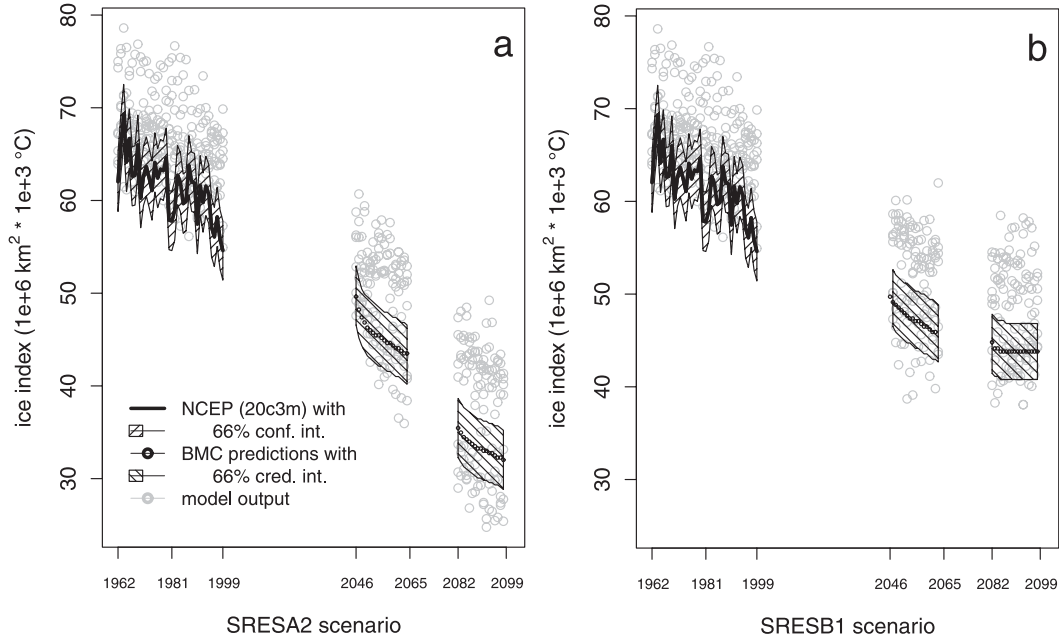 a
80
70
60
50
40
30
ice index (1e+6 km² * 1e+3 °C)
NCEP (20c3m) with
66% conf. int.
BMC predictions with
66% cred. int.
model output
1962 1981 1999 2046 2065 2082 2099
SRESA2 scenario
b
80
70
60
50
40
30
ice index (1e+6 km² * 1e+3 °C)
1962 1981 1999 2046 2065 2082 2099
SRESB1 scenario